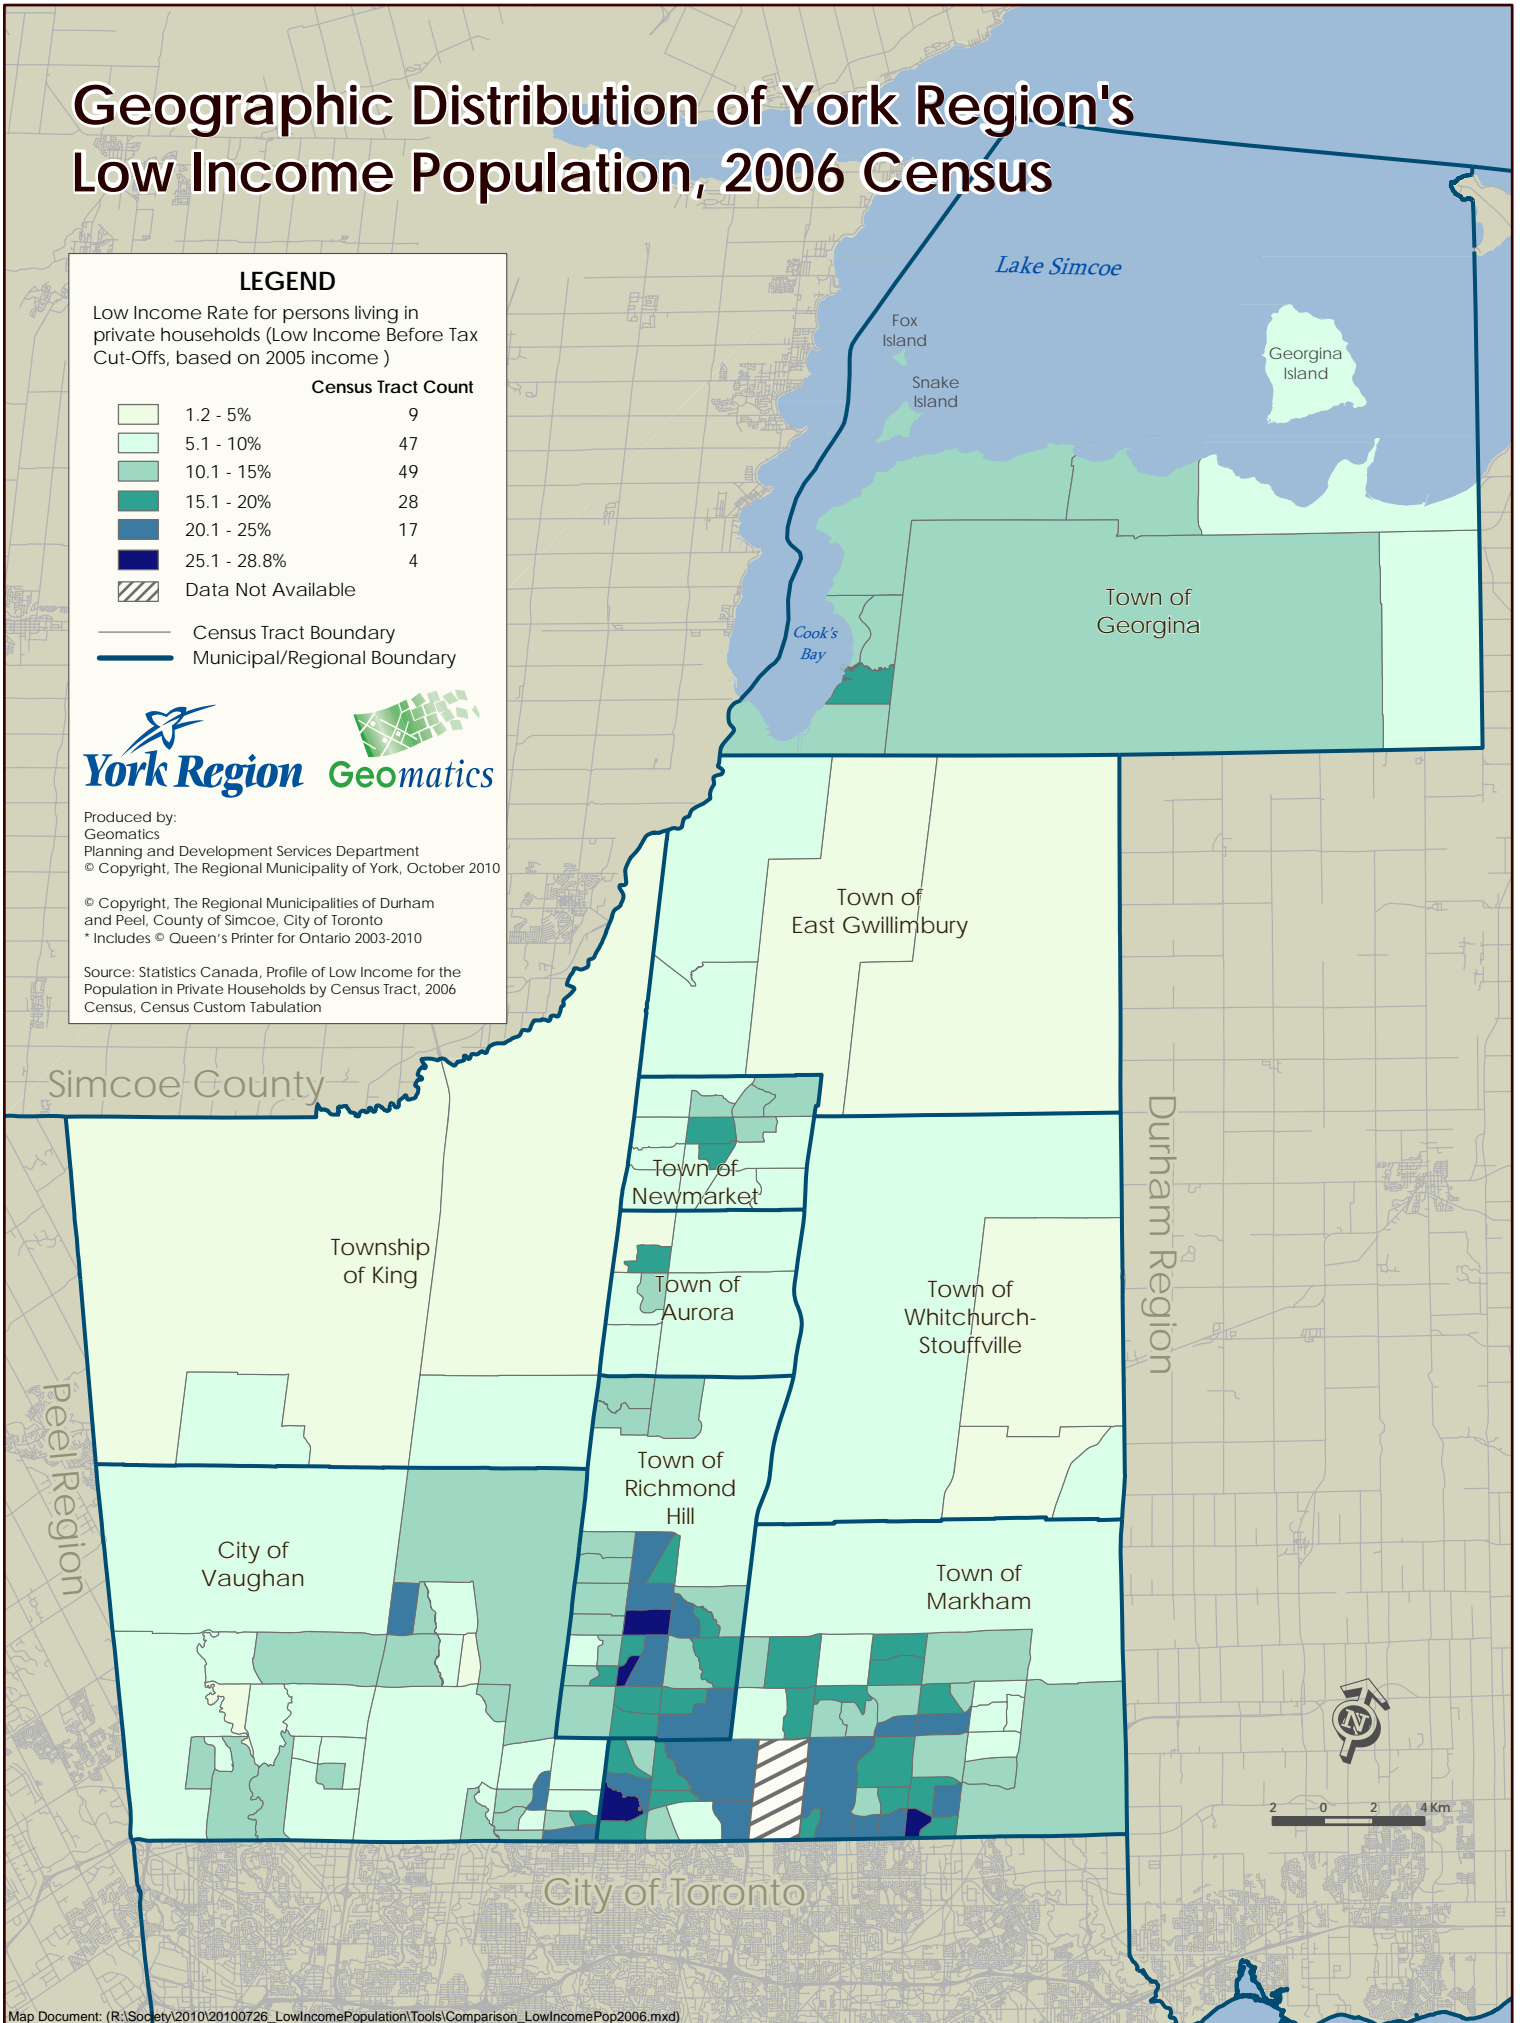 Geographic Distribution of York Region's
Low Income Population, 2006 Census
LEGEND
Low Income Rate for persons living in
private households (Low Income Before Tax
Cut-Offs, based on 2005 income )
Census Tract Count
1.2 - 5% 9
5.1 - 10% 47
10.1 - 15% 49
15.1 - 20% 28
20.1 - 25% 17
25.1 - 28.8% 4
Data Not Available
Census Tract Boundary
Municipal/Regional Boundary
York Region
Geomatics
Produced by:
Geomatics
Planning and Development Services Department
© Copyright, The Regional Municipality of York, October 2010
© Copyright, The Regional Municipalities of Durham
and Peel, County of Simcoe, City of Toronto
* Includes © Queen's Printer for Ontario 2003-2010
Source: Statistics Canada, Profile of Low Income for the
Population in Private Households by Census Tract, 2006
Census, Census Custom Tabulation
Lake Simcoe
Fox
Island
Snake
Island
Georgina
Island
Cook's
Bay
Town of
Georgina
Town of
East Gwillimbury
Simcoe County
Durham Region
Peel Region
Town of
Newmarket
Township
of King
Town of
Aurora
Town of
Whitchurch-
Stouffville
Town of
Richmond
Hill
City of
Vaughan
Town of
Markham
N
2 0 2 4 Km
City of Toronto
Map Document: (R:\Society\2010\20100726_LowIncomePopulation\Tools\Comparison_LowIncomePop2006.mxd)